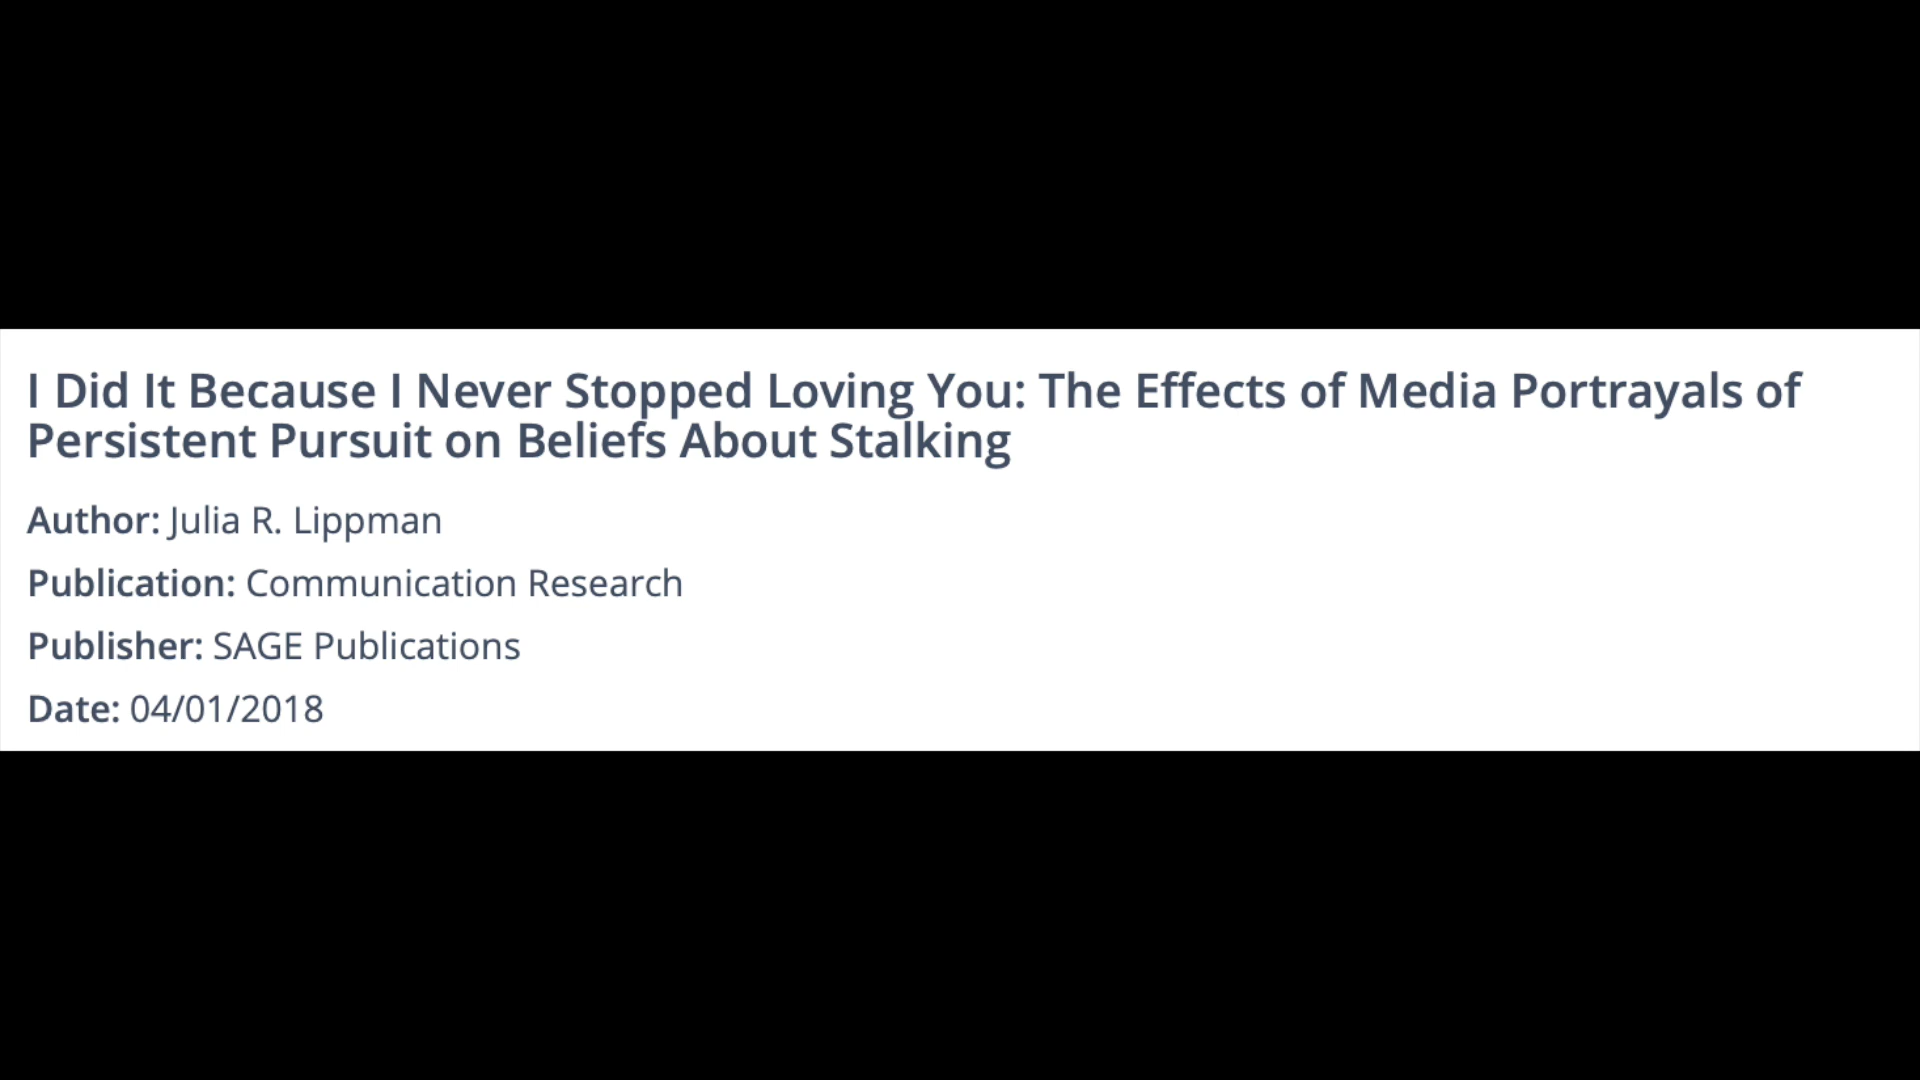 I Did It Because I Never Stopped Loving You: The Effects of Media Portrayals of
Persistent Pursuit on Beliefs About Stalking
Author: Julia R. Lippman
Publication: Communication Research
Publisher: SAGE Publications
Date: 04/01/2018